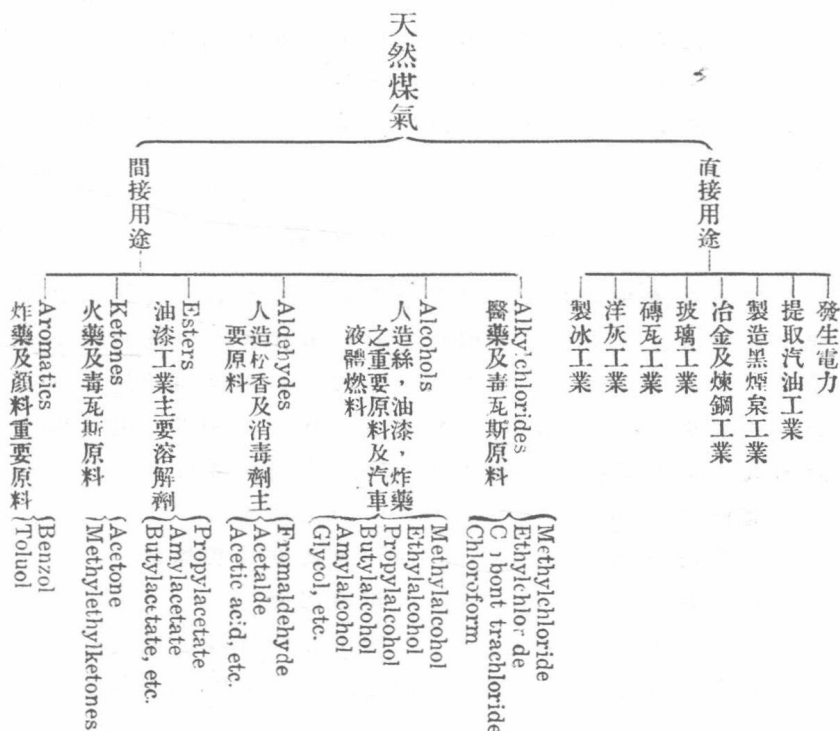 天然煤氣
直接用途
發生電力
提取汽油工業
製造黑煙泉工業
冶金及煉鋼工業
玻璃工業
磚瓦工業
洋灰工業
製冰工業
間接用途
Alkylchlorides
醫藥及毒瓦斯原料
Methylchloride
Ethylchlor de
C bont trachloride
Chloroform
Alcohols
人造絲，油漆，炸藥
之重要原料及汽車
液體燃料
Methylalcohol
Ethylalcohol
Propylalcohol
Butylalcohol
Amylalcohol
Glycol, etc.
Aldehydes
人造松香及消毒劑主
要原料
Fromaldehyde
Acetalde
Acetic acid, etc.
Esters
油漆工業主要溶解劑
Propylacetate
Amylacetate
Butylacetate, etc.
Ketones
火藥及毒瓦斯原料
Acetone
Methylethylketones
Aromatics
炸藥及顏料重要原料
Benzol
Toluol